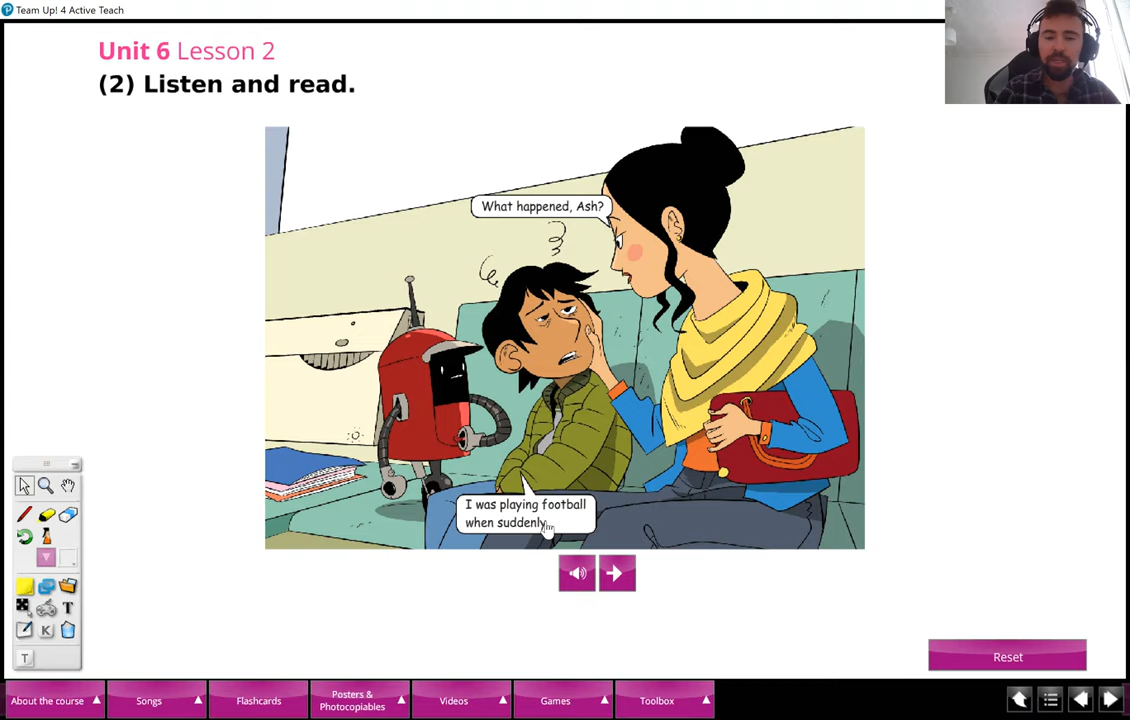 Team Up! 4 Active Teach
Unit 6 Lesson 2
(2) Listen and read.
What happened, Ash?
I was playing football
when suddenly
T
K
T
Reset
About the course
Songs
Flashcards
Posters &
Photocopiables
Videos
Games
Toolbox